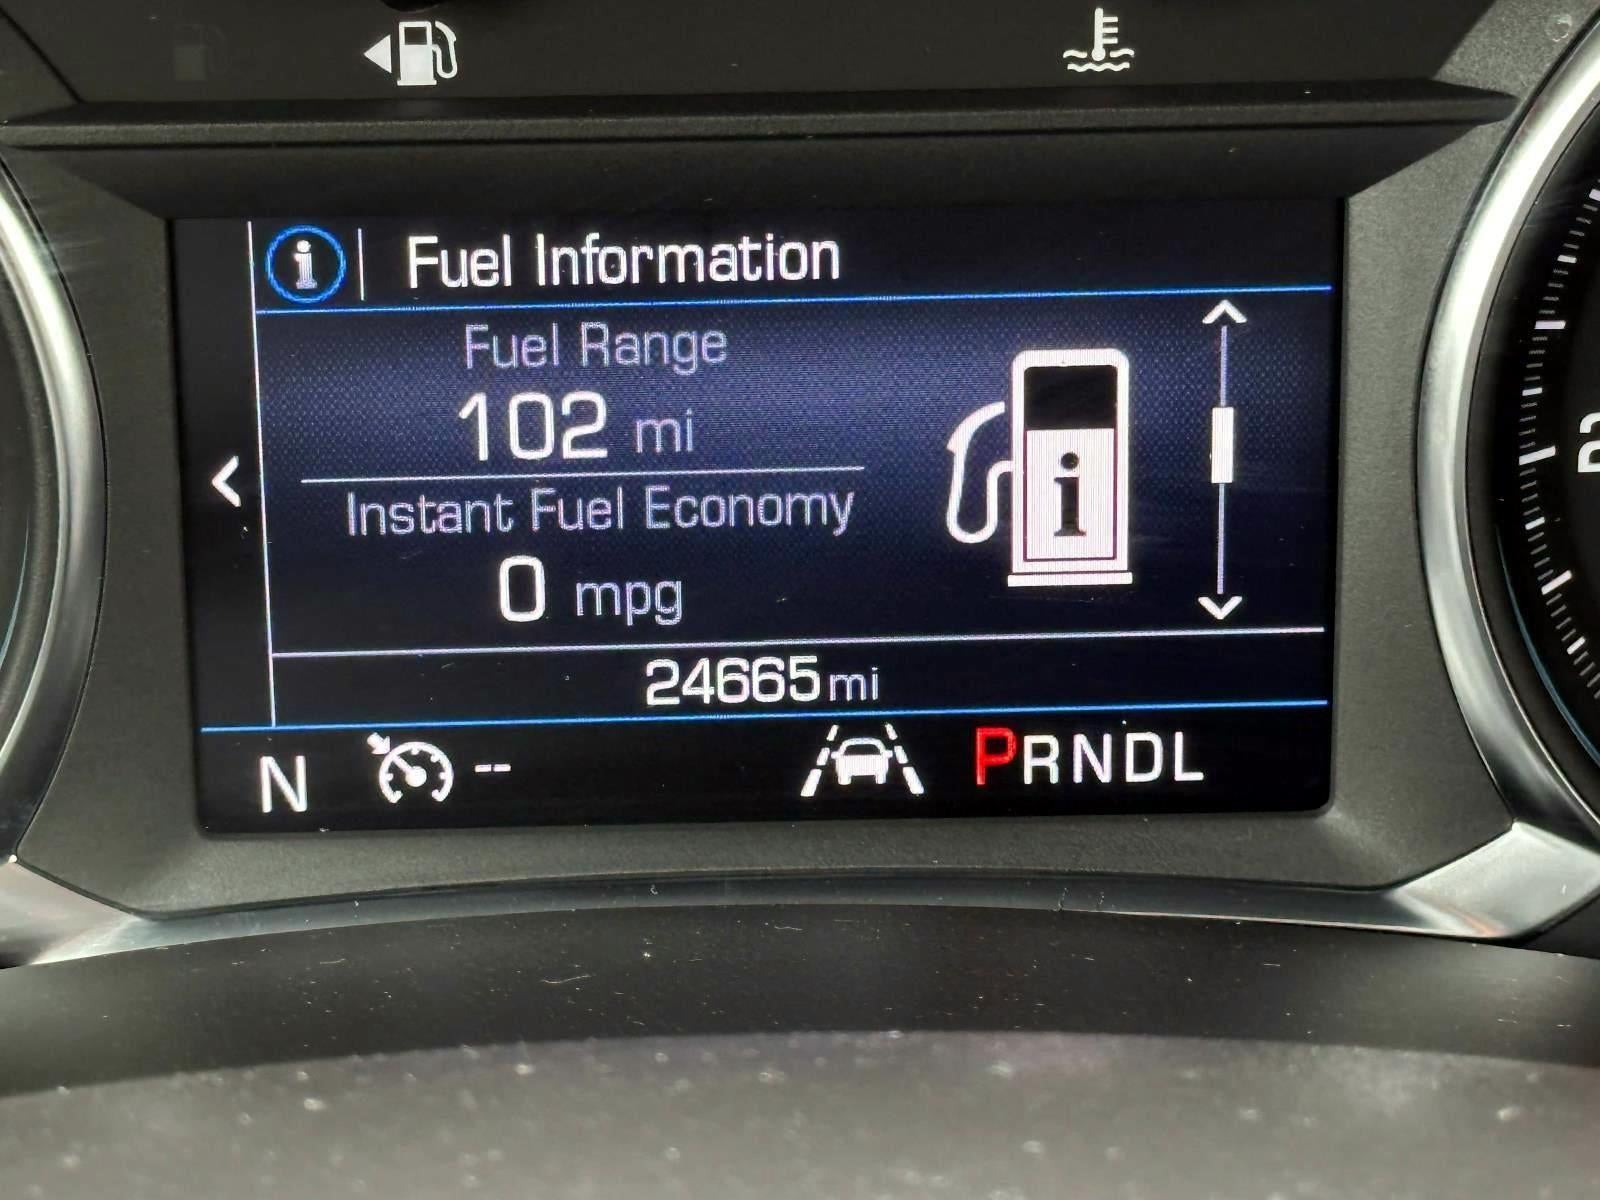 i Fuel Information
Fuel Range
102 mi
Instant Fuel Economy
0 mpg
i
24665 mi
N -- PRNDL